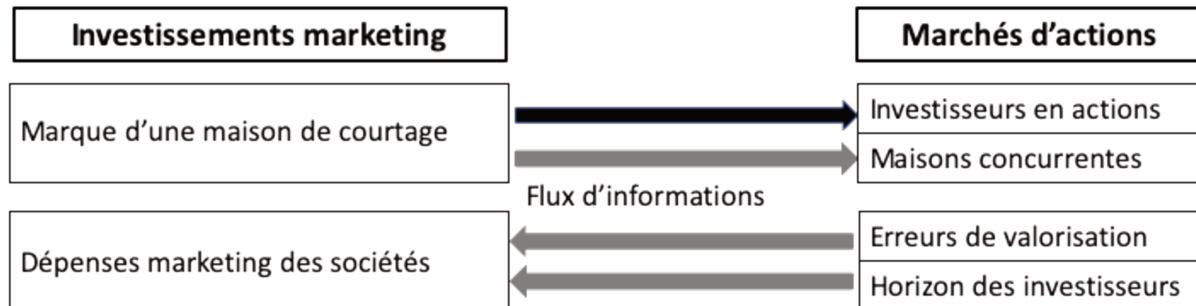 Investissements marketing
Marchés d’actions
Marque d’une maison de courtage
Investisseurs en actions
Maisons concurrentes
Flux d’informations
Dépenses marketing des sociétés
Erreurs de valorisation
Horizon des investisseurs